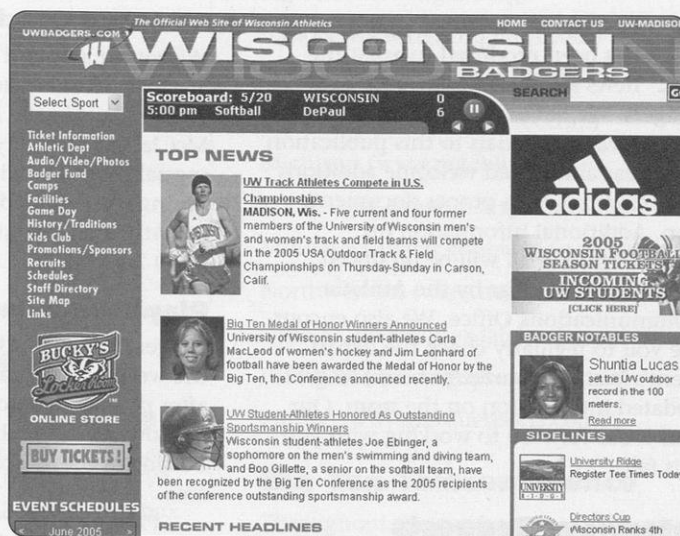 The Official Web Site of Wisconsin Athletics
HOME CONTACT US UW-MADISON
UWBADGERS.COM
W
WISCONSIN
BADGERS
SEARCH
Select Sport
Scoreboard: 5/20 WISCONSIN 0
5:00 pm Softball DePaul 6
Ticket Information
Athletic Dept
Audio/Video/Photos
Badger Fund
Camps
Facilities
Game Day
History/Traditions
Kids Club
Promotions/Sponsors
Recruits
Schedules
Staff Directory
Site Map
Links
BUCKY'S
Locker Room
ONLINE STORE
BUY TICKETS!
EVENT SCHEDULES
< June 2005 >
TOP NEWS
UW Track Athletes Compete in U.S.
Championships
MADISON, Wis. - Five current and four former
members of the University of Wisconsin men's
and women's track and field teams will compete
in the 2005 USA Outdoor Track & Field
Championships on Thursday-Sunday in Carson,
Calif.
Big Ten Medal of Honor Winners Announced
University of Wisconsin student-athletes Carla
MacLeod of women's hockey and Jim Leonhard of
football have been awarded the Medal of Honor by the
Big Ten, the Conference announced recently.
UW Student-Athletes Honored As Outstanding
Sportsmanship Winners
Wisconsin student-athletes Joe Ebinger, a
sophomore on the men's swimming and diving team,
and Boo Gillette, a senior on the softball team, have
been recognized by the Big Ten Conference as the 2005 recipients
of the conference outstanding sportsmanship award.
RECENT HEADLINES
adidas
2005
WISCONSIN FOOTBALL
SEASON TICKETS
INCOMING
UW STUDENTS
[CLICK HERE]
BADGER NOTABLES
Shuntia Lucas
set the UW outdoor
record in the 100
meters.
Read more
SIDELINES
UNIVERSITY
University Ridge
Register Tee Times Today
Directors Cup
Wisconsin Ranks 4th